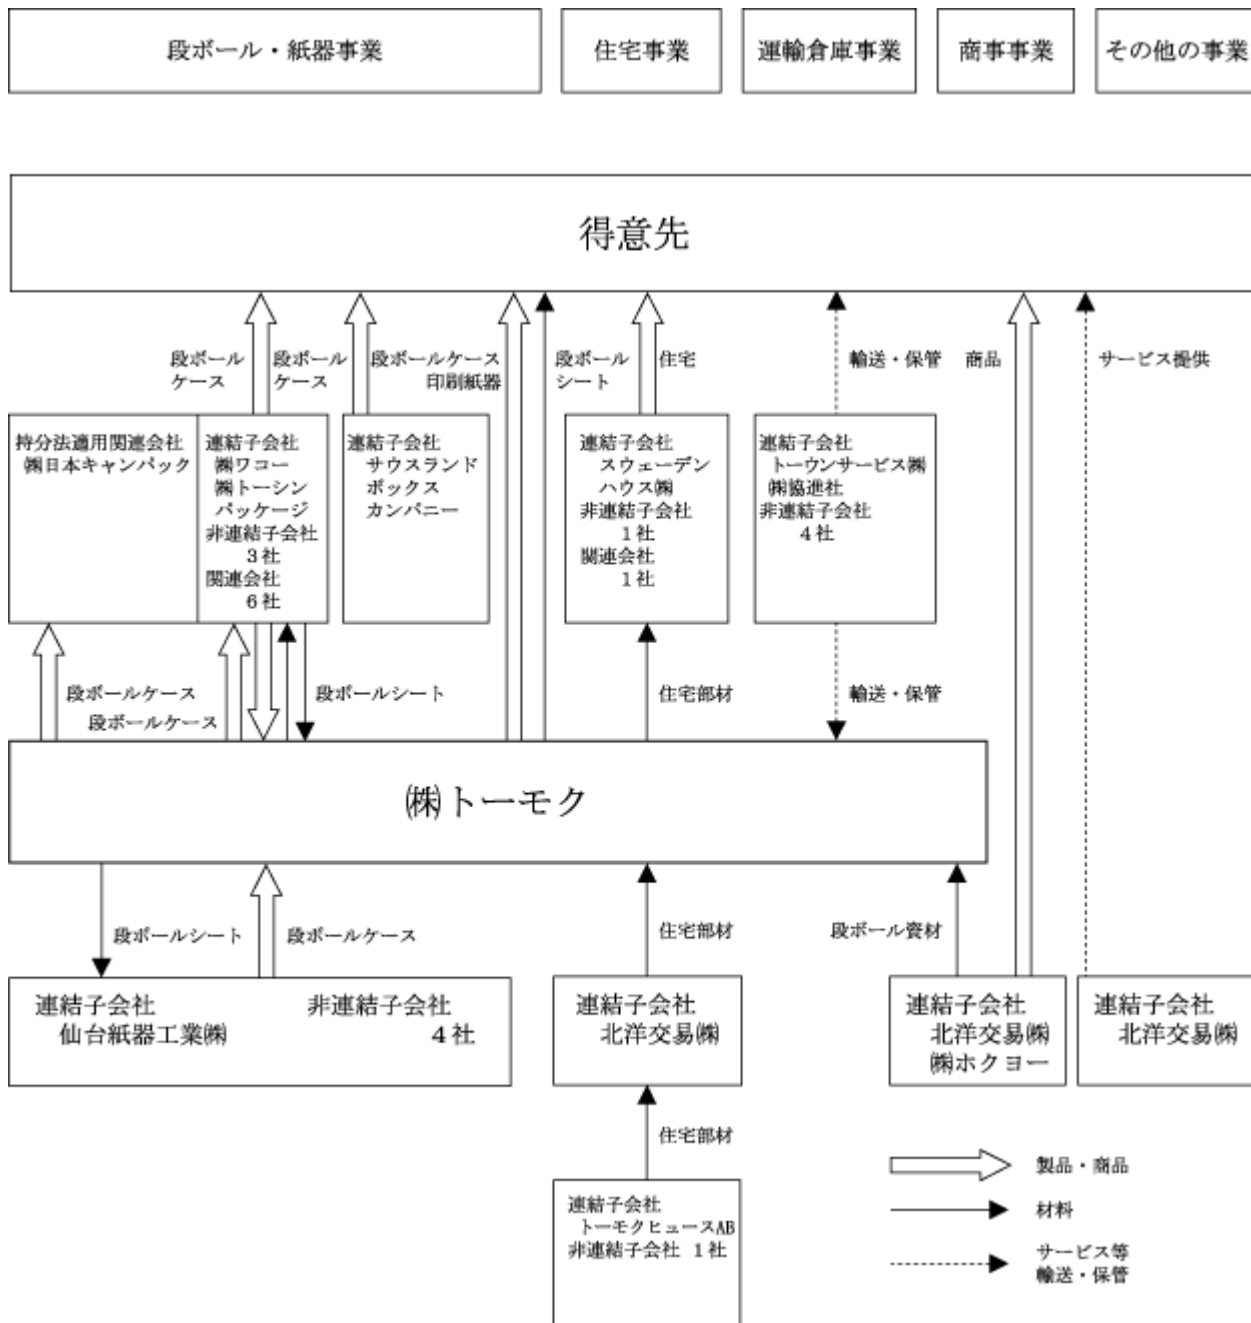 段ボール・紙器事業
住宅事業
運輸倉庫事業
商事事業
その他の事業
得意先
段ボール
ケース
段ボール
ケース
段ボールケース
印刷紙器
段ボール
シート
住宅
輸送・保管
商品
サービス提供
持分法適用関連会社
㈱日本キャンパック
連結子会社
㈱ワコー
㈱トーシン
パッケージ
非連結子会社
3社
関連会社
6社
連結子会社
サウスランド
ボックス
カンパニー
連結子会社
スウェーデン
ハウス㈱
非連結子会社
1社
関連会社
1社
連結子会社
トーウンサービス㈱
㈱協進社
非連結子会社
4社
段ボールケース
段ボールケース
段ボールシート
住宅部材
輸送・保管
㈱トーモク
段ボールシート
段ボールケース
住宅部材
段ボール資材
連結子会社
仙台紙器工業㈱
非連結子会社
4社
連結子会社
北洋交易㈱
連結子会社
北洋交易㈱
㈱ホクヨー
連結子会社
北洋交易㈱
住宅部材
連結子会社
トーモクヒュースAB
非連結子会社 1社
製品・商品
材料
サービス等
輸送・保管